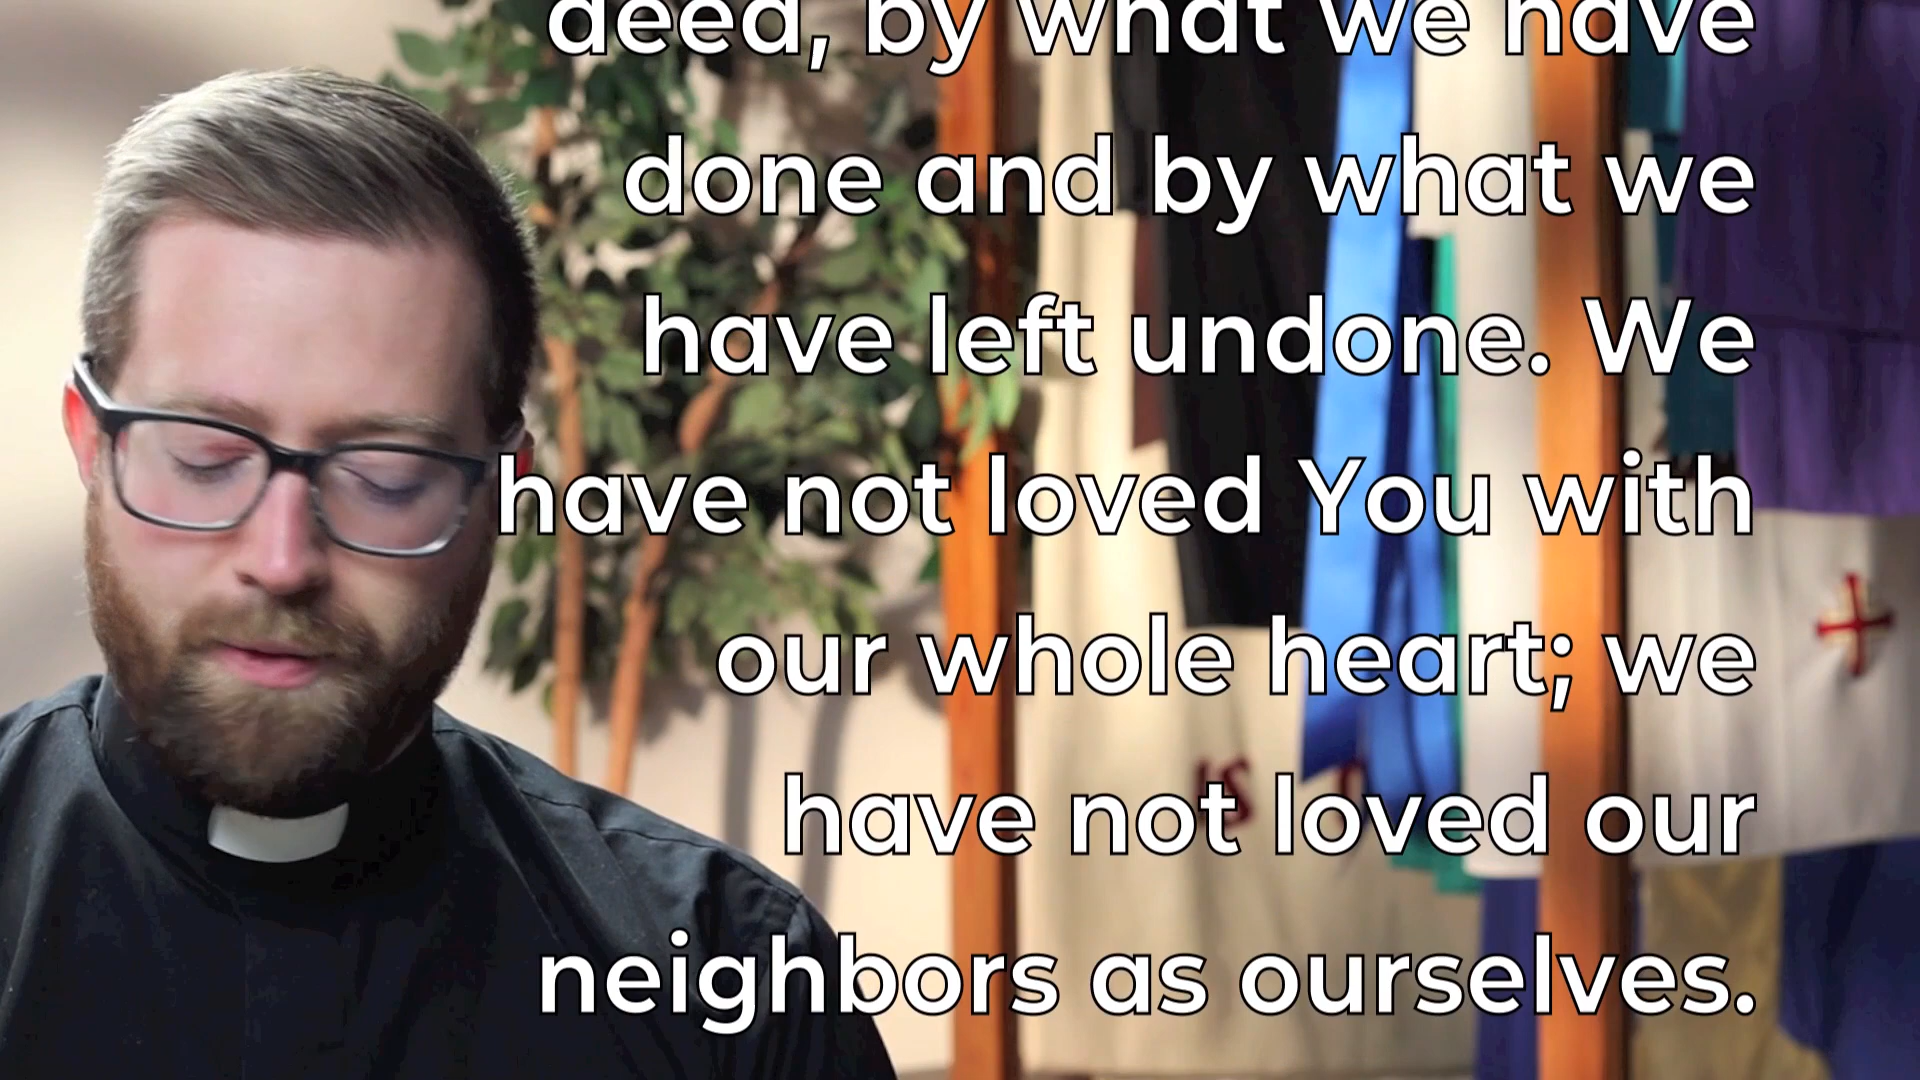 deed, by what we have
done and by what we
have left undone. We
have not loved You with
our whole heart; we
have not loved our
neighbors as ourselves.